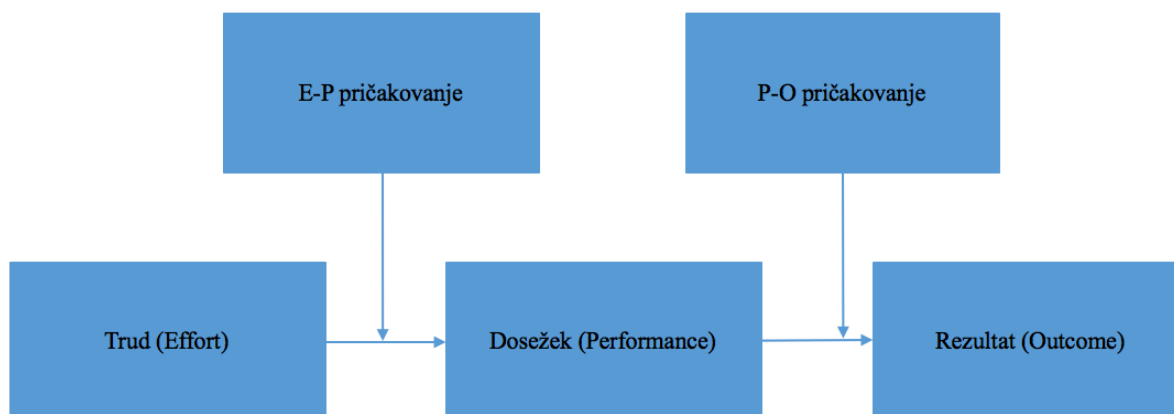 E-P pričakovanje
P-O pričakovanje
Trud (Effort)
Dosežek (Performance)
Rezultat (Outcome)